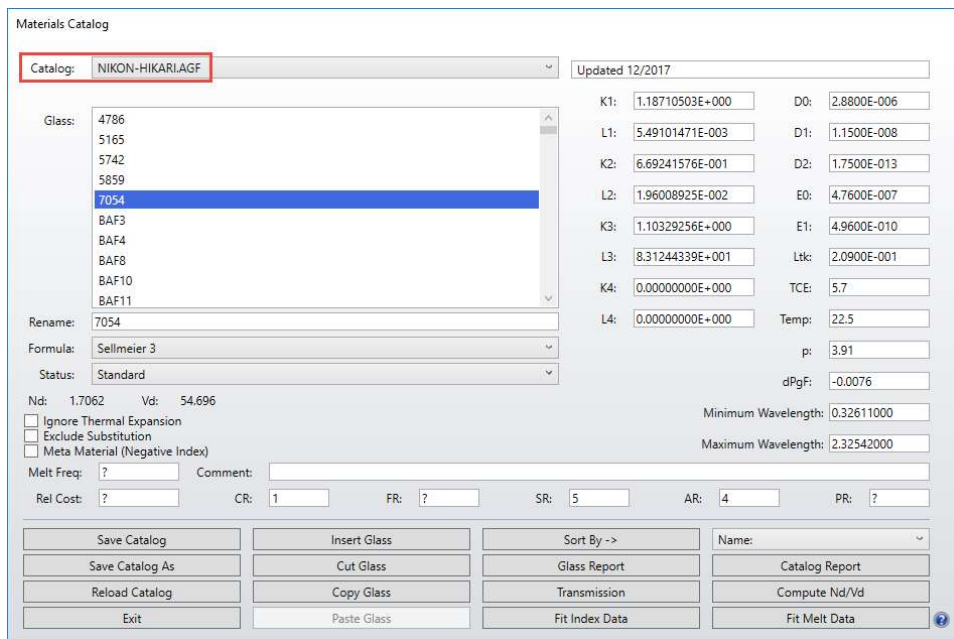 Materials Catalog
Catalog: NIKON-HIKARI.AGF
Updated 12/2017
Glass: 4786
5165
5742
5859
7054
BAF3
BAF4
BAF8
BAF10
BAF11
Rename: 7054
Formula: Sellmeier 3
Status: Standard
Nd: 1.7062 Vd: 54.696
Ignore Thermal Expansion
Exclude Substitution
Meta Material (Negative Index)
K1: 1.18710503E+000 D0: 2.8800E-006
L1: 5.49101471E-003 D1: 1.1500E-008
K2: 6.69241576E-001 D2: 1.7500E-013
L2: 1.96008925E-002 E0: 4.7600E-007
K3: 1.10329256E+000 E1: 4.9600E-010
L3: 8.31244339E+001 Ltk: 2.0900E-001
K4: 0.00000000E+000 TCE: 5.7
L4: 0.00000000E+000 Temp: 22.5
p: 3.91
dPgF: -0.0076
Minimum Wavelength: 0.32611000
Maximum Wavelength: 2.32542000
Melt Freq: ? Comment:
Rel Cost: ? CR: 1 FR: ? SR: 5 AR: 4 PR: ?
Save Catalog Insert Glass Sort By -> Name:
Save Catalog As Cut Glass Glass Report Catalog Report
Reload Catalog Copy Glass Transmission Compute Nd/Vd
Exit Paste Glass Fit Index Data Fit Melt Data ?